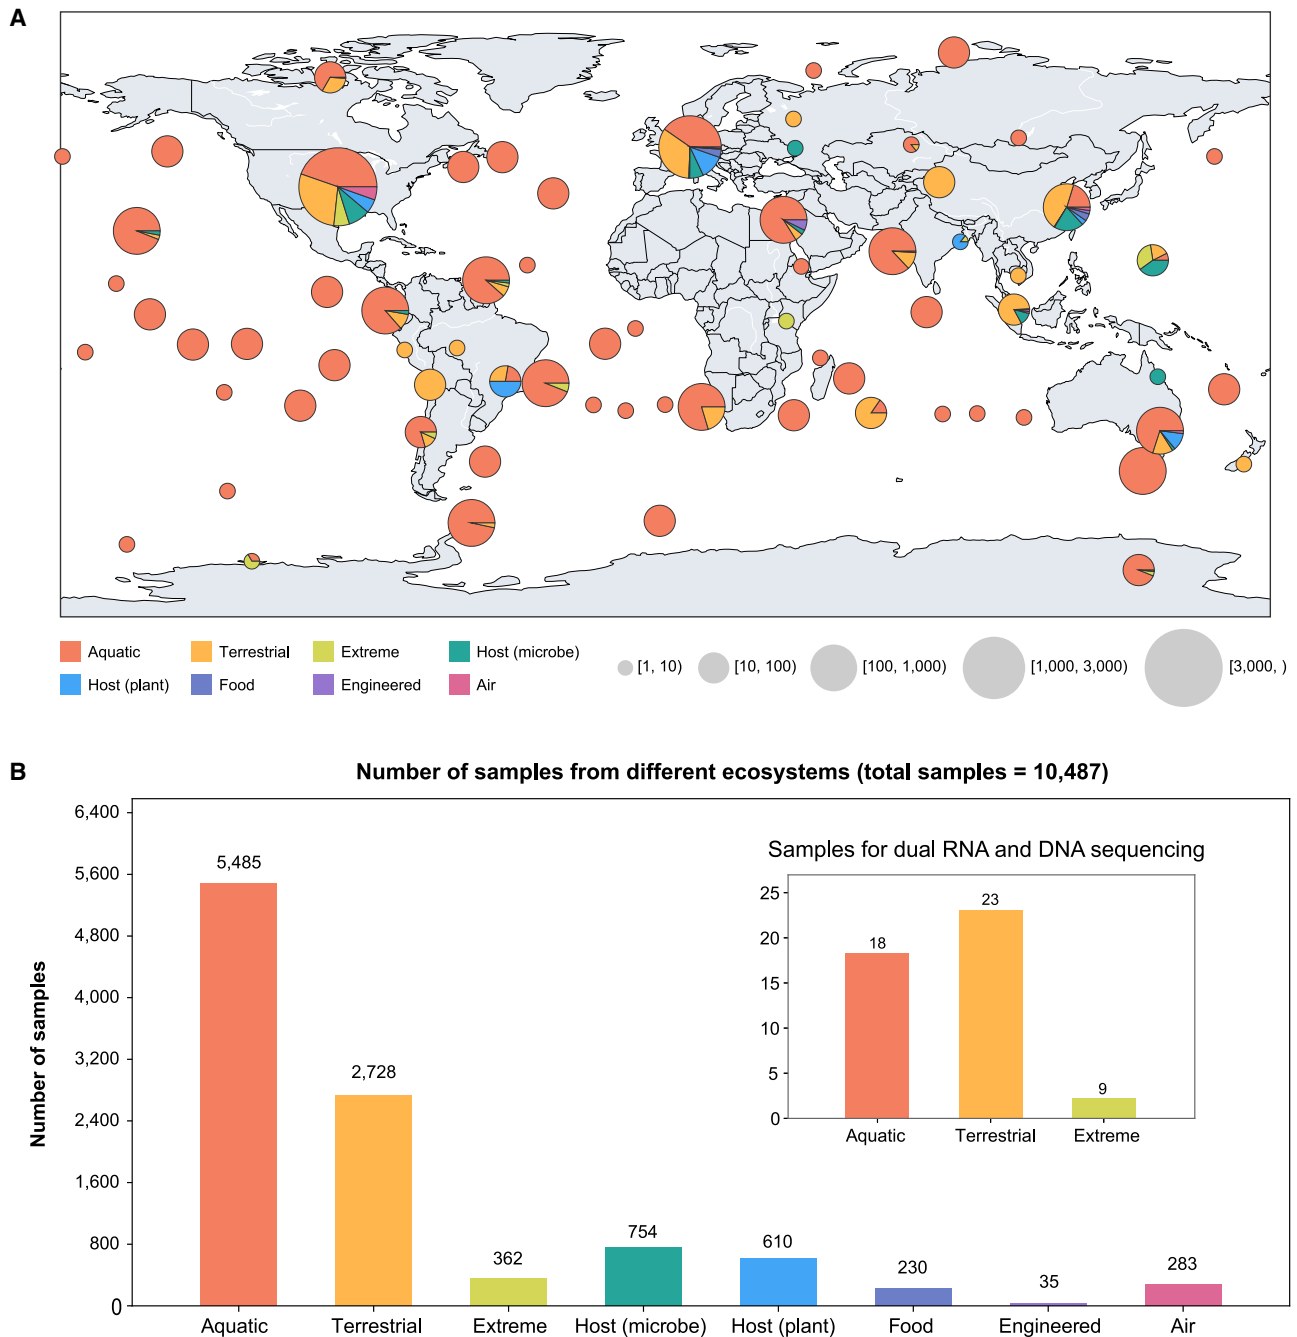 A
Aquatic
Terrestrial
Extreme
Host (microbe)
[1, 10)
[10, 100)
[100, 1,000)
[1,000, 3,000)
[3,000, )
Host (plant)
Food
Engineered
Air
B
Number of samples from different ecosystems (total samples = 10,487)
6,400
5,600
4,800
4,000
3,200
2,400
1,600
800
0
Number of samples
5,485
2,728
362
754
610
230
35
283
Aquatic
Terrestrial
Extreme
Host (microbe)
Host (plant)
Food
Engineered
Air
Samples for dual RNA and DNA sequencing
25
20
15
10
5
0
18
23
9
Aquatic
Terrestrial
Extreme